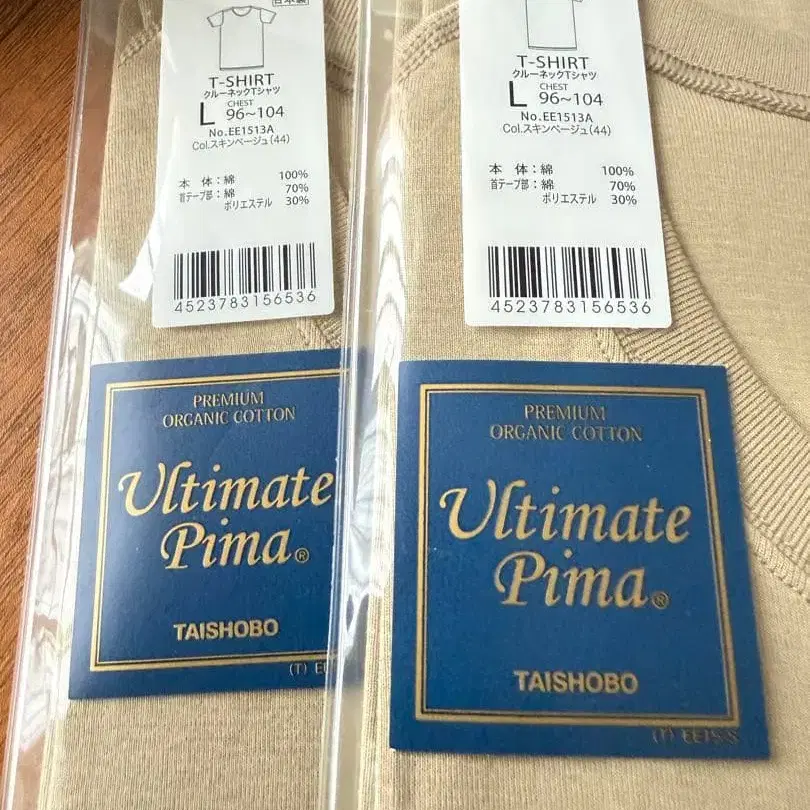 日本製
T-SHIRT
クルーネックTシャツ
L CHEST 96~104
No.EE1513A
Col.スキンベージュ(44)
本 体:綿 100%
首テープ部:綿 70%
ポリエステル 30%
4523783156536
PREMIUM
ORGANIC COTTON
Ultimate
Pima®
TAISHOBO
(T)
T-SHIRT
クルーネックTシャツ
L CHEST 96~104
No.EE1513A
Col.スキンベージュ(44)
本 体:綿 100%
首テープ部:綿 70%
ポリエステル 30%
4523783156536
PREMIUM
ORGANIC COTTON
Ultimate
Pima®
TAISHOBO
(T)